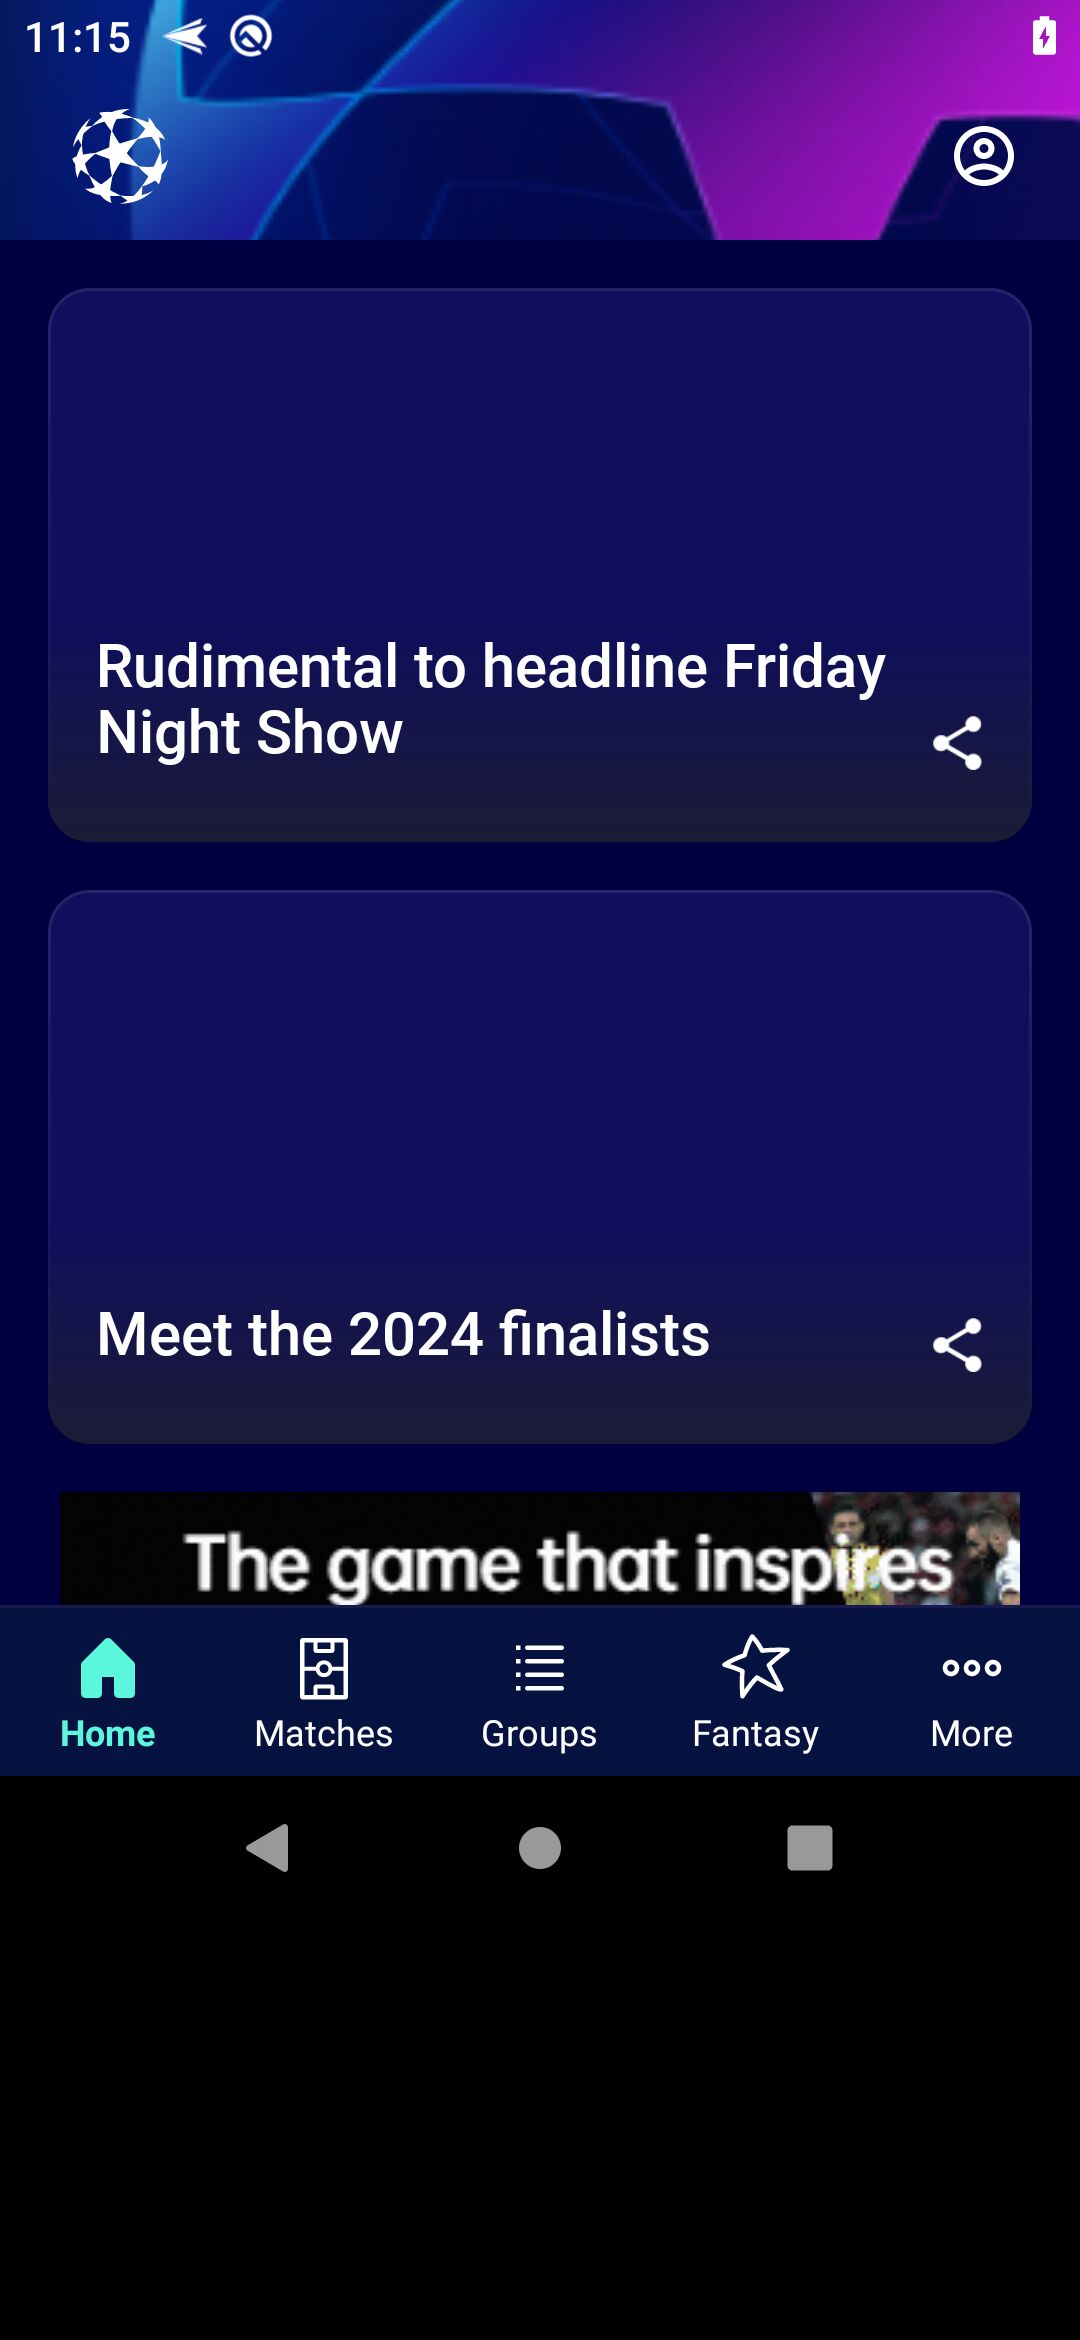 11:15
Rudimental to headline Friday
Night Show
Meet the 2024 finalists
The game that inspires
Home
Matches
Groups
Fantasy
More